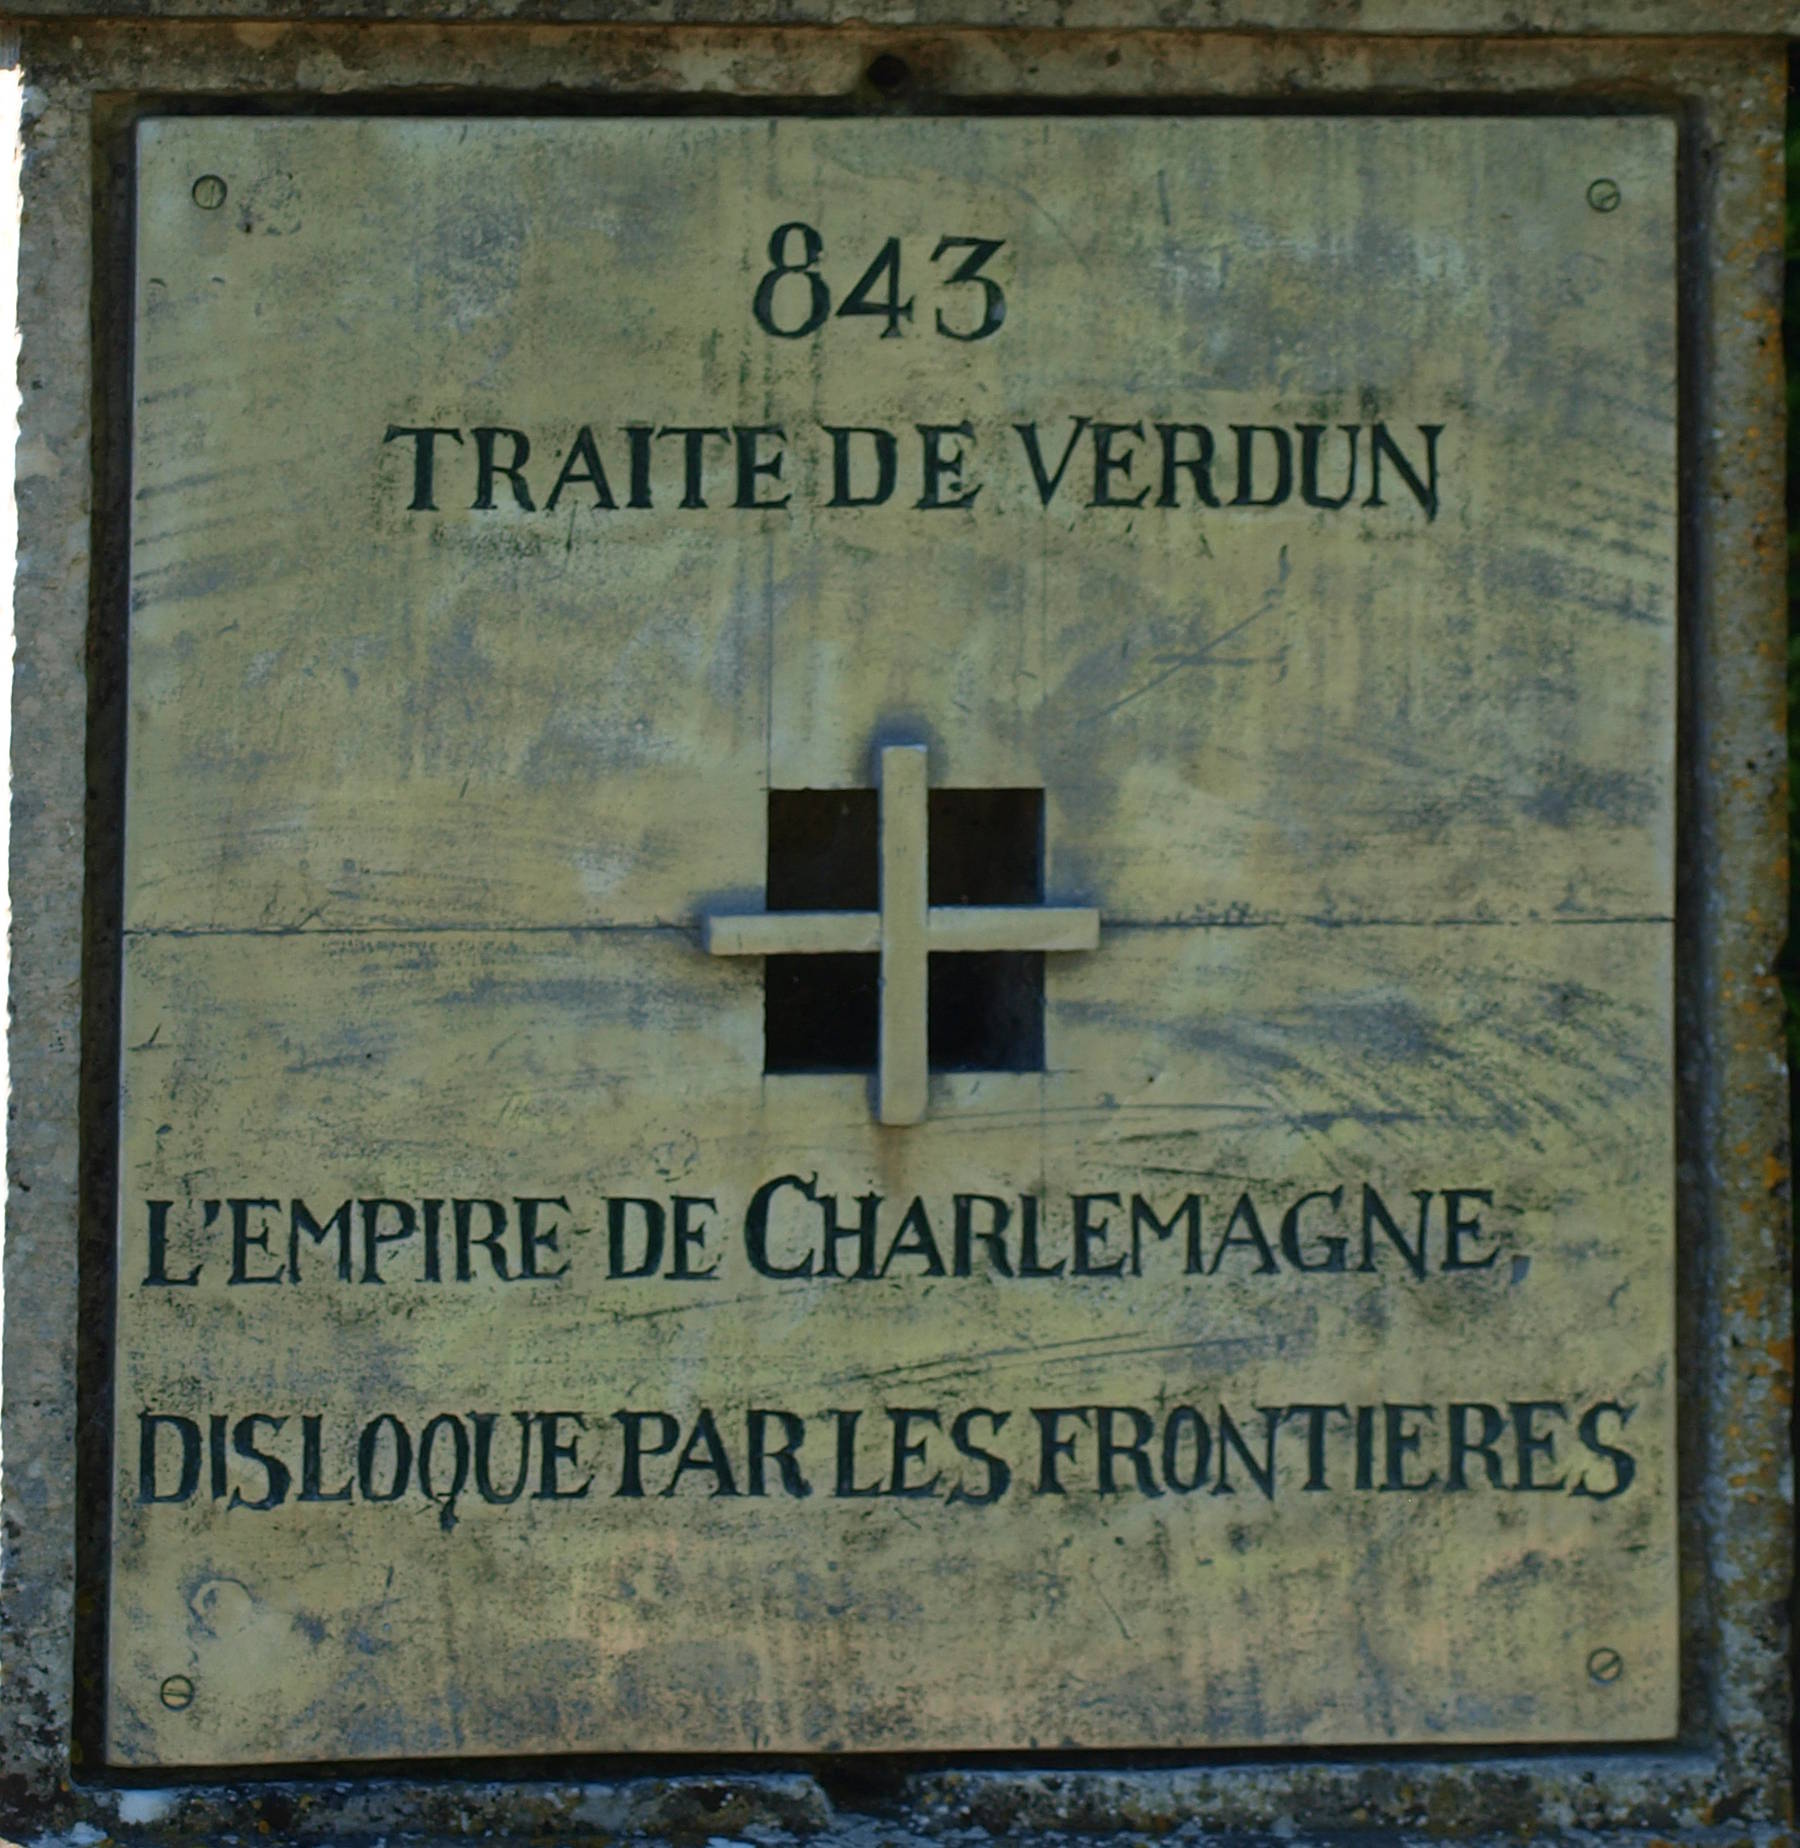 843
TRAITE DE VERDUN
L'EMPIRE DE CHARLEMAGNE,
DISLOQUE PAR LES FRONTIERES